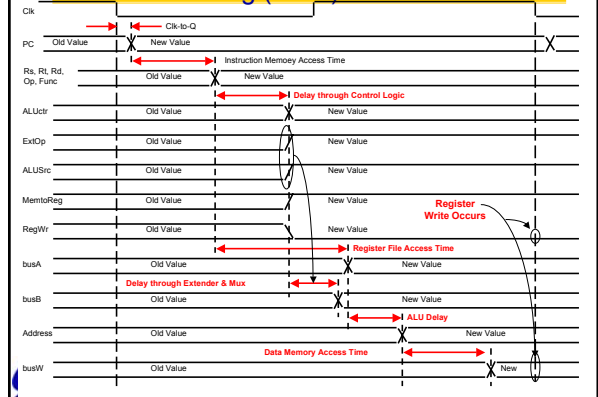 Clk
Clk-to-Q
PC Old Value New Value
Instruction Memoey Access Time
Rs, Rt, Rd,
Op, Func
Old Value New Value
Delay through Control Logic
ALUctr Old Value New Value
ExtOp Old Value New Value
ALUSrc Old Value New Value
MemtoReg Old Value New Value
Register
Write Occurs
RegWr Old Value New Value
Register File Access Time
busA Old Value New Value
Delay through Extender & Mux
busB Old Value New Value
ALU Delay
Address Old Value New Value
Data Memory Access Time
busW Old Value New